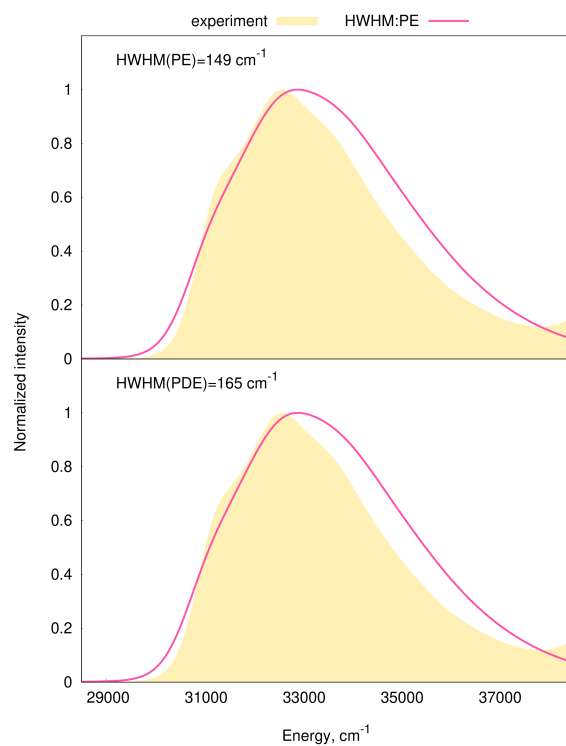 experiment HWHM:PE
HWHM(PE)=149 cm⁻¹
1
0.8
0.6
0.4
0.2
0
Normalized intensity
HWHM(PDE)=165 cm⁻¹
1
0.8
0.6
0.4
0.2
0
29000 31000 33000 35000 37000
Energy, cm⁻¹